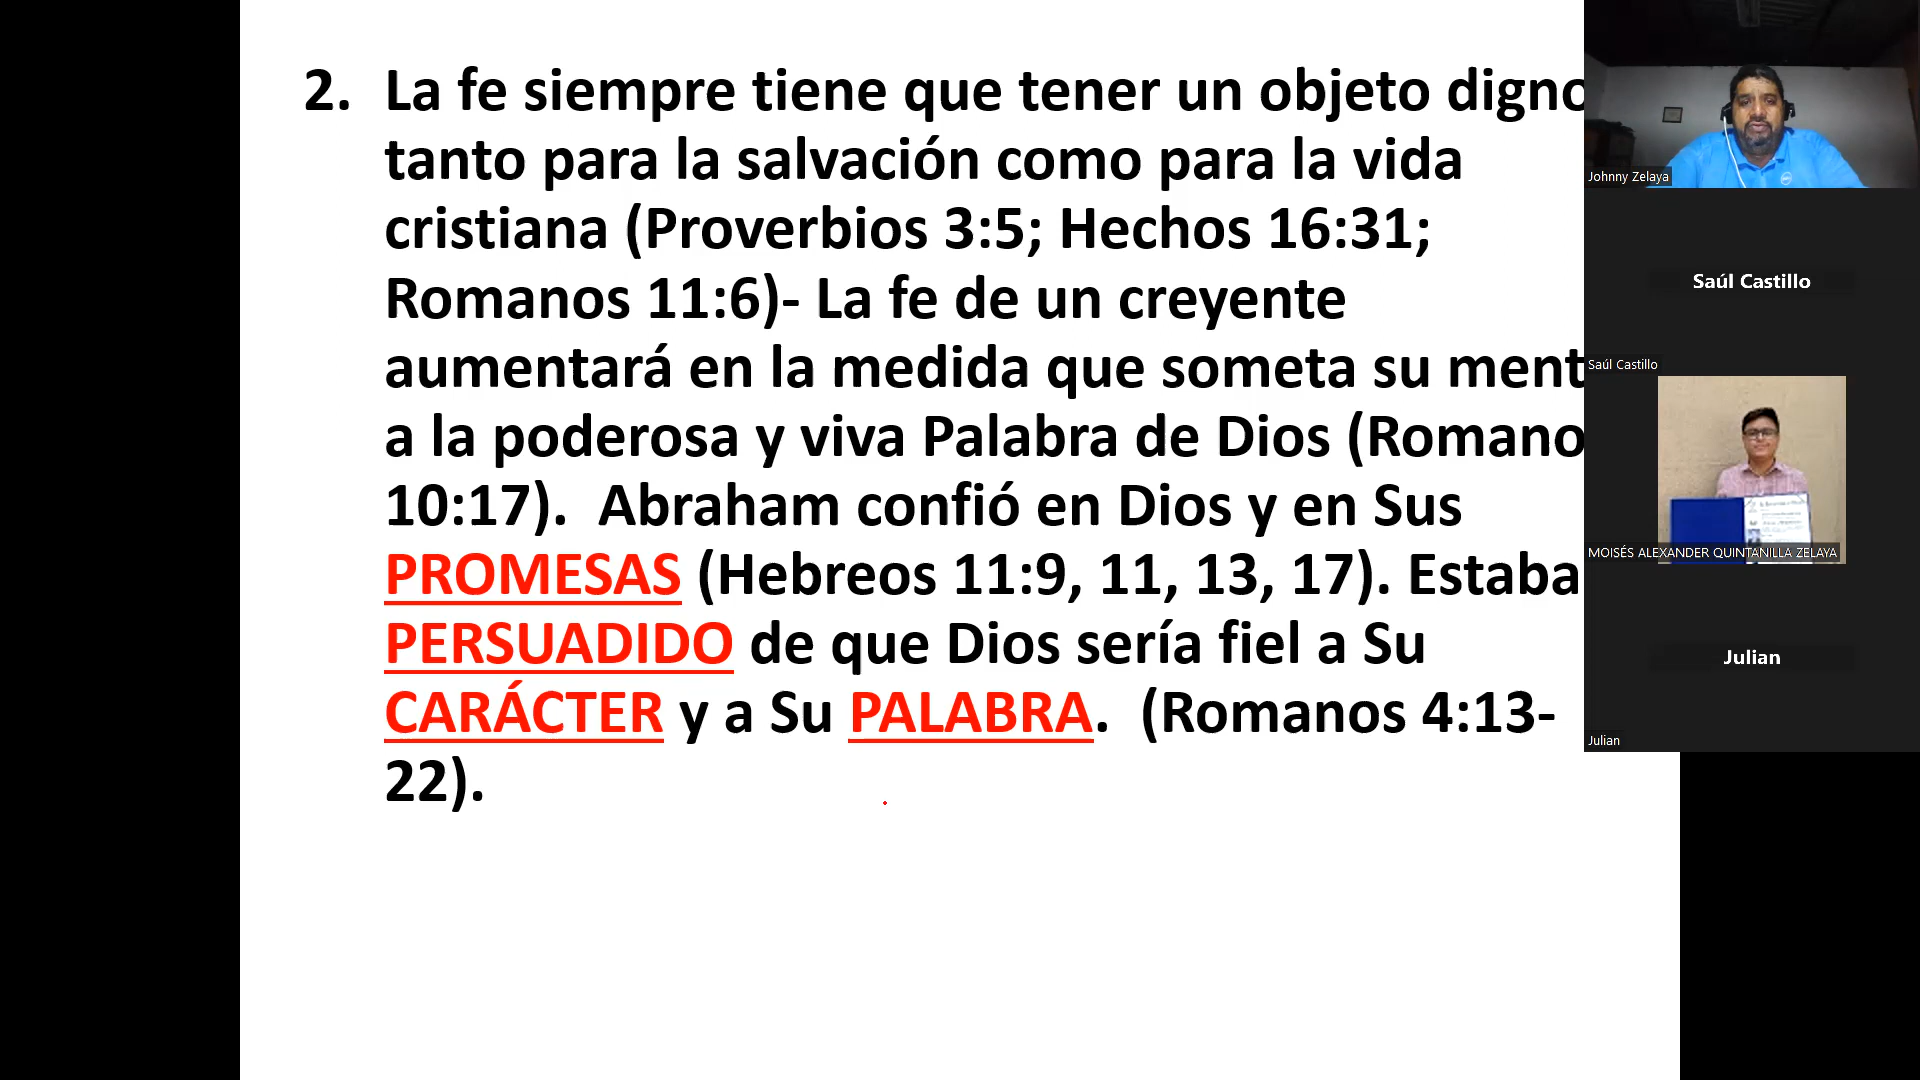 2. La fe siempre tiene que tener un objeto digno
tanto para la salvación como para la vida
cristiana (Proverbios 3:5; Hechos 16:31;
Romanos 11:6)- La fe de un creyente
aumentará en la medida que someta su ment
a la poderosa y viva Palabra de Dios (Romano
10:17). Abraham confió en Dios y en Sus
PROMESAS (Hebreos 11:9, 11, 13, 17). Estaba
PERSUADIDO de que Dios sería fiel a Su
CARÁCTER y a Su PALABRA. (Romanos 4:13-
22).
Johnny Zelaya
Saúl Castillo
Saúl Castillo
MOISÉS ALEXANDER QUINTANILLA ZELAYA
Julian
Julian